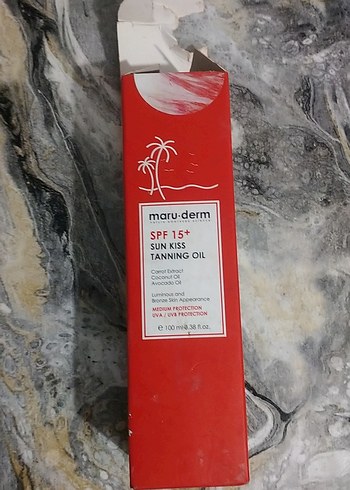 maru·derm
SPF 15+
SUN KISS
TANNING OIL
Carrot Extract
Coconut Oil
Avocado Oil
Luminous and
Bronze Skin Appearance
MEDIUM PROTECTION
UVA / UVB PROTECTION
℮ 100 ml/3.38 fl.oz.